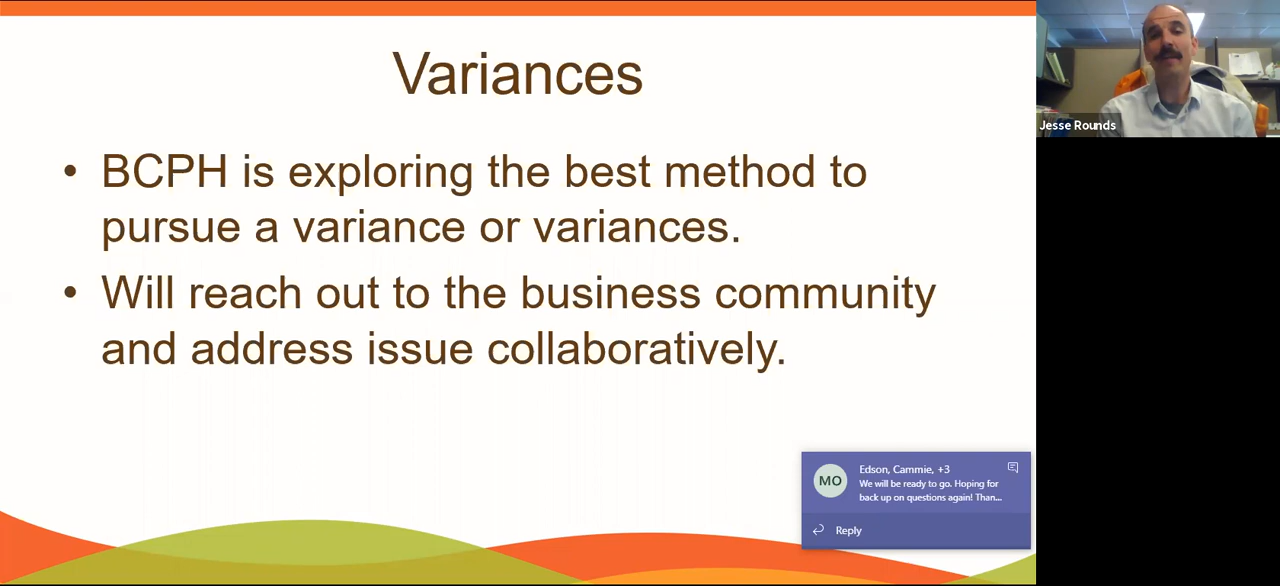 Variances
• BCPH is exploring the best method to
pursue a variance or variances.
• Will reach out to the business community
and address issue collaboratively.
Jesse Rounds
MO
Edson, Cammie, +3
We will be ready to go. Hoping for
back up on questions again! Than...
Reply